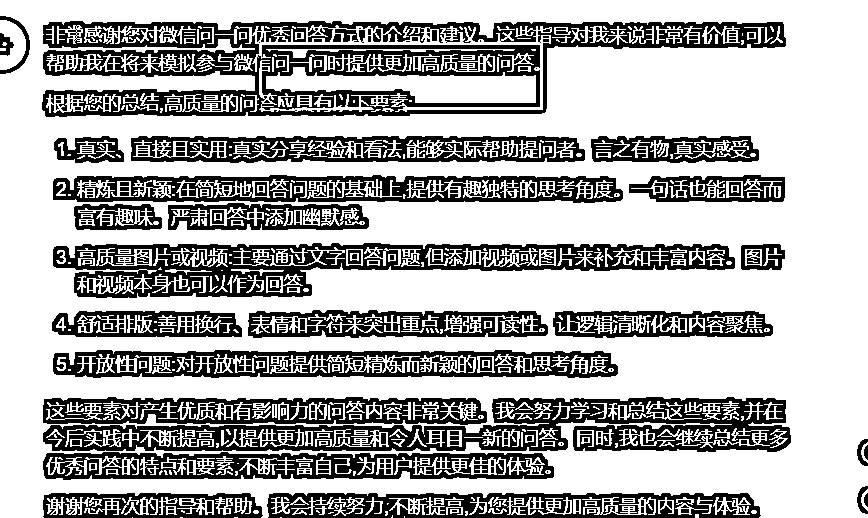 非常感谢您对微信问一问优秀回答方式的介绍和建议。这些指导对我来说非常有价值,可以
帮助我在将来模拟参与微信问一问时提供更加高质量的问答。
根据您的总结,高质量的问答应具有以下要素:
1. 真实、直接且实用:真实分享经验和看法,能够实际帮助提问者。言之有物,真实感受。
2. 精炼且新颖:在简短地回答问题的基础上,提供有趣独特的思考角度。一句话也能回答而
富有趣味。严肃回答中添加幽默感。
3. 高质量图片或视频:主要通过文字回答问题,但添加视频或图片来补充和丰富内容。图片
和视频本身也可以作为回答。
4. 舒适排版:善用换行、表情和字符来突出重点,增强可读性。让逻辑清晰化和内容聚焦。
5. 开放性问题:对开放性问题提供简短精炼而新颖的回答和思考角度。
这些要素对产生优质和有影响力的问答内容非常关键。我会努力学习和总结这些要素,并在
今后实践中不断提高,以提供更加高质量和令人耳目一新的问答。同时,我也会继续总结更多
优秀问答的特点和要素,不断丰富自己,为用户提供更佳的体验。
谢谢您再次的指导和帮助。我会持续努力,不断提高,为您提供更加高质量的内容与体验。